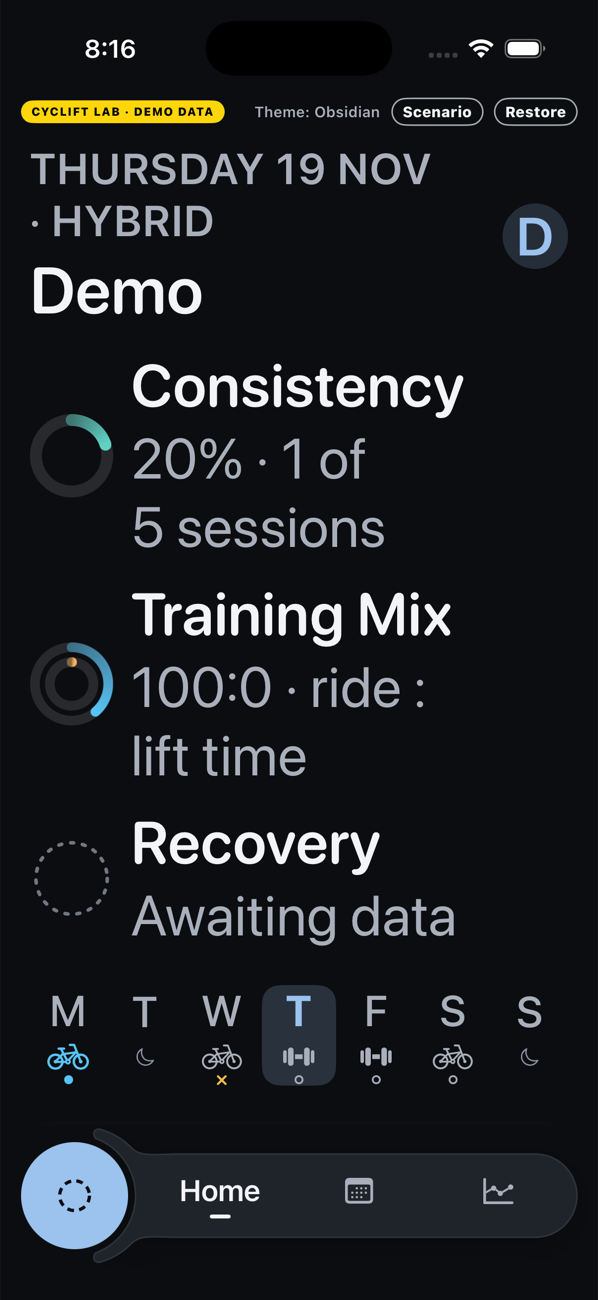 8:16
CYCLIFT LAB · DEMO DATA
Theme: Obsidian
Scenario
Restore
THURSDAY 19 NOV
· HYBRID
D
Demo
Consistency
20% · 1 of
5 sessions
Training Mix
100:0 · ride :
lift time
Recovery
Awaiting data
M T W T F S S
Home